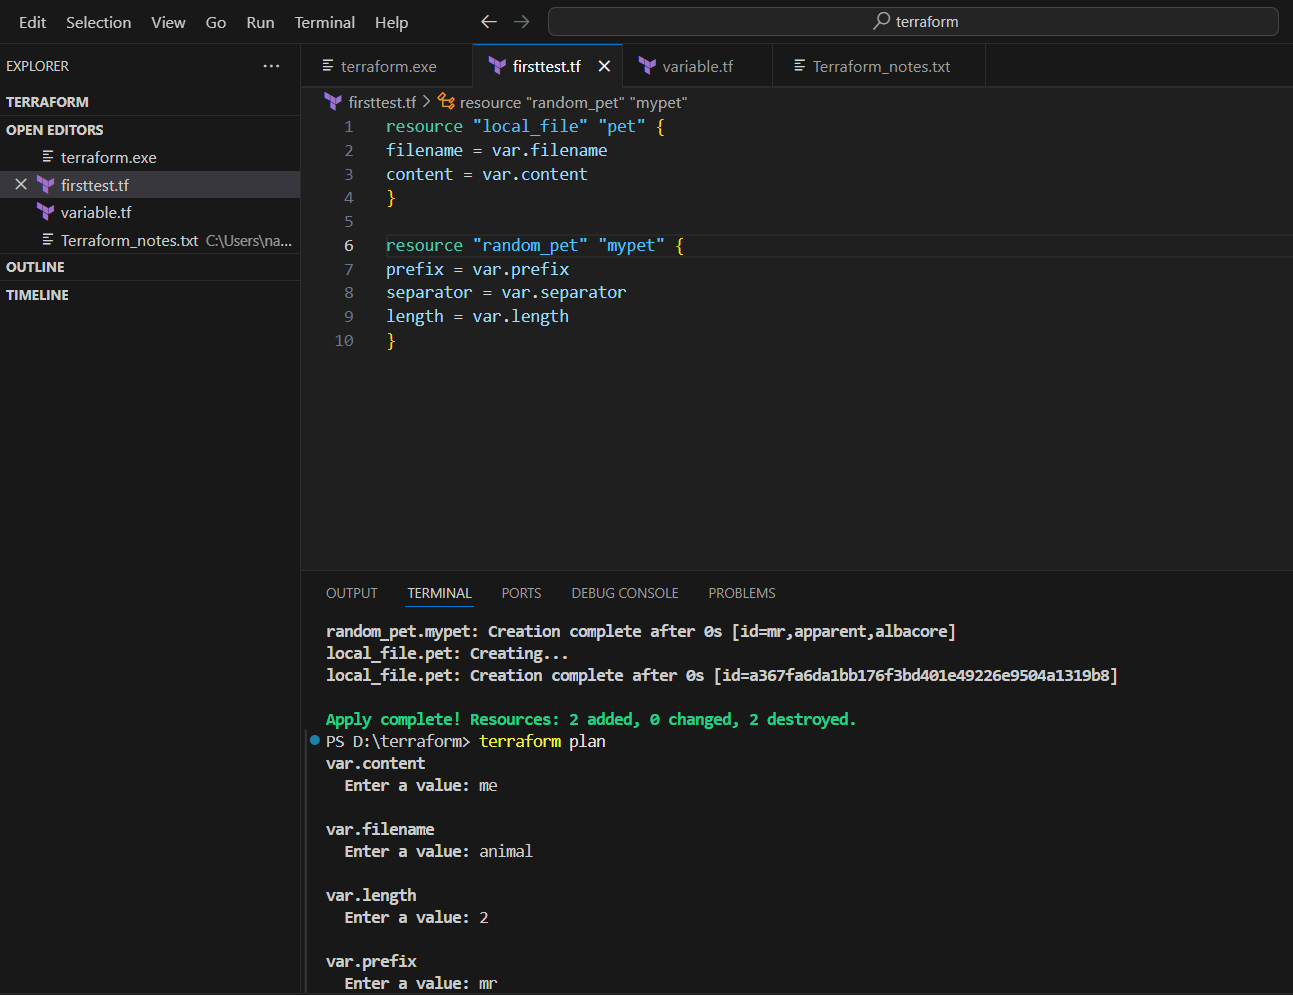 Edit Selection View Go Run Terminal Help terraform
EXPLORER ...
TERRAFORM
OPEN EDITORS
terraform.exe
firsttest.tf
variable.tf
Terraform_notes.txt C:\Users\na...
OUTLINE
TIMELINE
terraform.exe firsttest.tf variable.tf Terraform_notes.txt
firsttest.tf > resource "random_pet" "mypet"
1 resource "local_file" "pet" {
2 filename = var.filename
3 content = var.content
4 }
5
6 resource "random_pet" "mypet" {
7 prefix = var.prefix
8 separator = var.separator
9 length = var.length
10 }
OUTPUT TERMINAL PORTS DEBUG CONSOLE PROBLEMS
random_pet.mypet: Creation complete after 0s [id=mr,apparent,albacore]
local_file.pet: Creating...
local_file.pet: Creation complete after 0s [id=a367fa6da1bb176f3bd401e49226e9504a1319b8]
Apply complete! Resources: 2 added, 0 changed, 2 destroyed.
PS D:\terraform> terraform plan
var.content
Enter a value: me
var.filename
Enter a value: animal
var.length
Enter a value: 2
var.prefix
Enter a value: mr